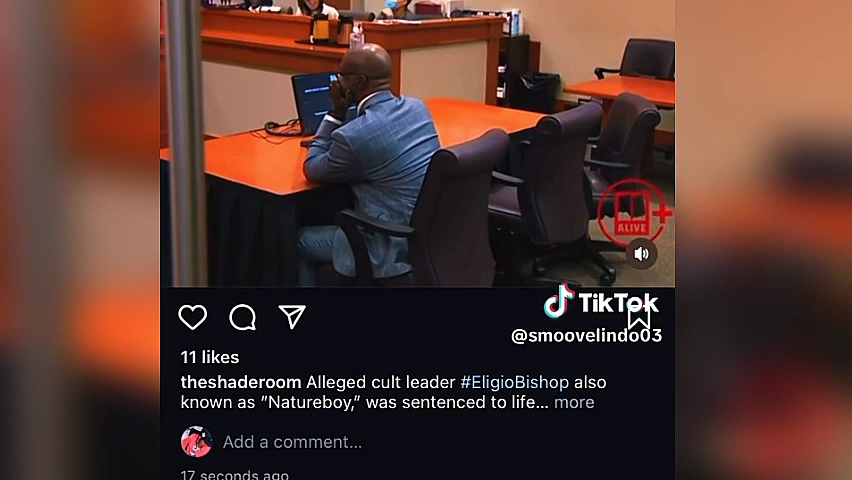 ALIVE
TikTok
@smoovelindo03
11 likes
theshaderoom Alleged cult leader #EligioBishop also
known as "Natureboy," was sentenced to life... more
Add a comment...
17 seconds ago